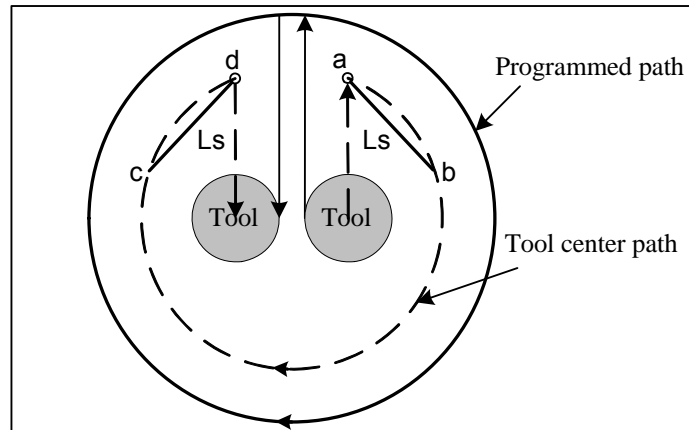 d
a
Programmed path
Ls
Ls
c
b
Tool
Tool
Tool center path